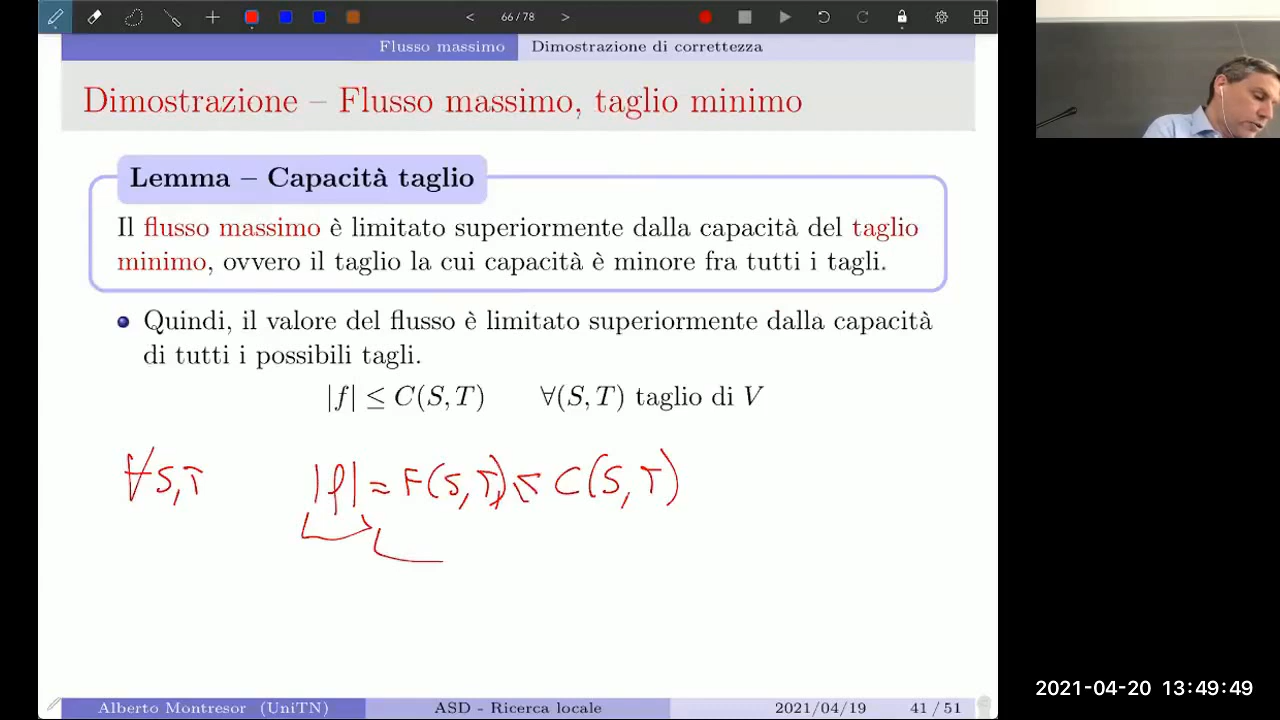 66 / 78
Flusso massimo Dimostrazione di correttezza
Dimostrazione – Flusso massimo, taglio minimo
Lemma – Capacità taglio
Il flusso massimo è limitato superiormente dalla capacità del taglio
minimo, ovvero il taglio la cui capacità è minore fra tutti i tagli.
Quindi, il valore del flusso è limitato superiormente dalla capacità
di tutti i possibili tagli.
|f| ≤ C(S, T) ∀(S, T) taglio di V
∀S,T |f| = F(S,T) ≤ C(S,T)
Alberto Montresor (UniTN) ASD - Ricerca locale 2021/04/19 41 / 51
2021-04-20 13:49:49